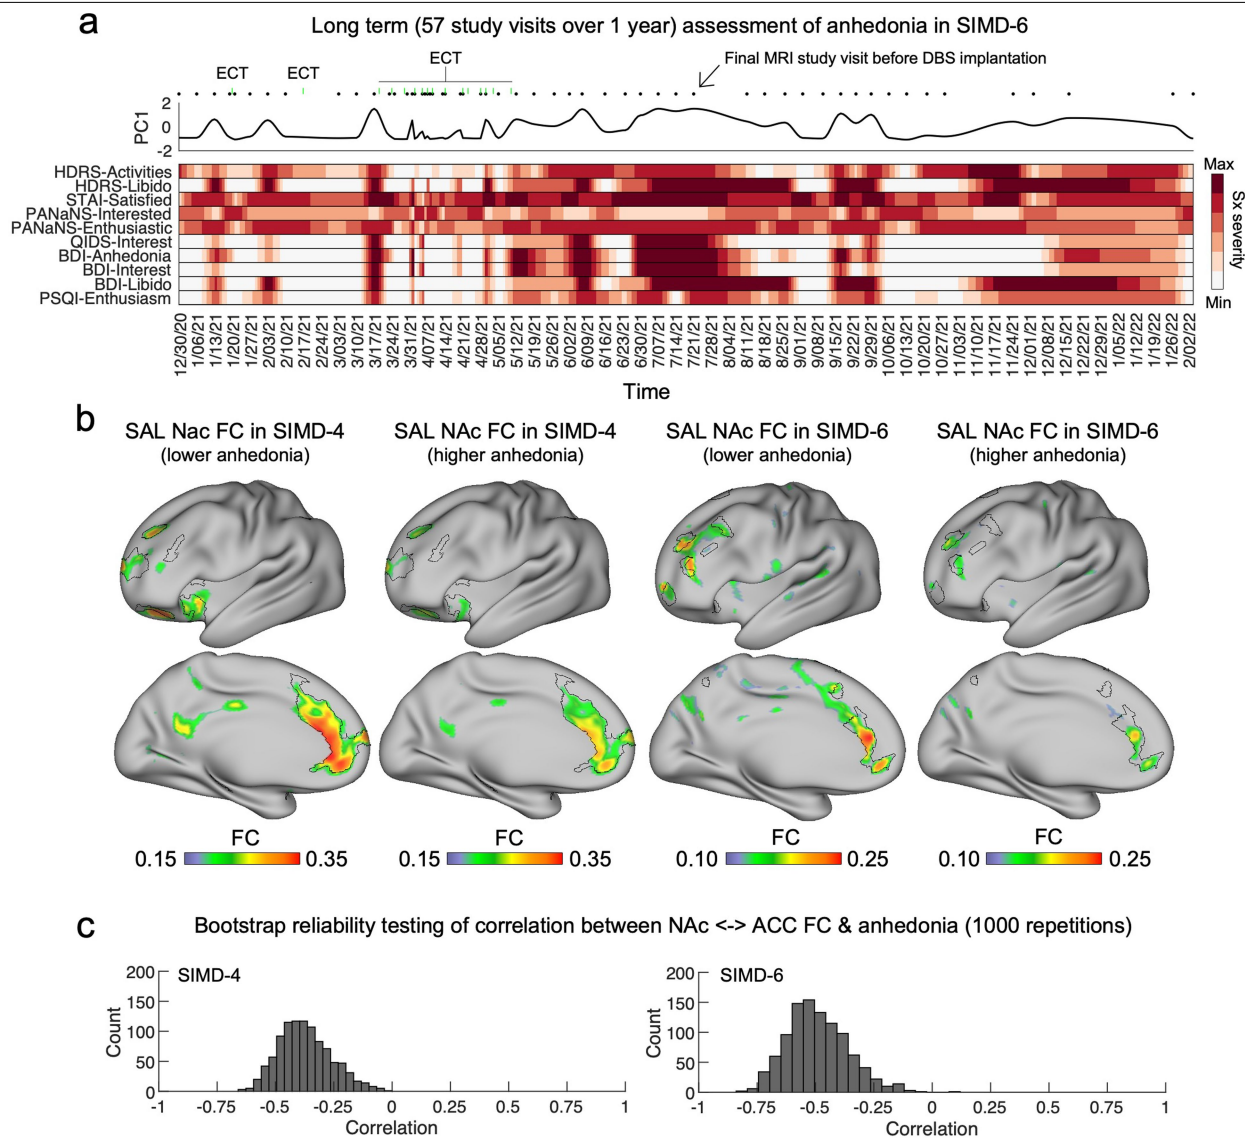 a
Long term (57 study visits over 1 year) assessment of anhedonia in SIMD-6
ECT
ECT
ECT
Final MRI study visit before DBS implantation
PC1
2
0
-2
HDRS-Activities
HDRS-Libido
STAI-Satisfied
PANaNS-Interested
PANaNS-Enthusiastic
QIDS-Interest
BDI-Anhedonia
BDI-Interest
BDI-Libido
PSQI-Enthusiasm
Max
Sx severity
Min
12/30/20
1/06/21
1/13/21
1/20/21
1/27/21
2/03/21
2/10/21
2/17/21
2/24/21
3/03/21
3/10/21
3/17/21
3/24/21
3/31/21
4/07/21
4/14/21
4/21/21
4/28/21
5/05/21
5/12/21
5/19/21
5/26/21
6/02/21
6/09/21
6/16/21
6/23/21
6/30/21
7/07/21
7/14/21
7/21/21
7/28/21
8/04/21
8/11/21
8/18/21
8/25/21
9/01/21
9/08/21
9/15/21
9/22/21
9/29/21
10/06/21
10/13/21
10/20/21
10/27/21
11/03/21
11/10/21
11/17/21
11/24/21
12/01/21
12/08/21
12/15/21
12/22/21
12/29/21
1/05/22
1/12/22
1/19/22
1/26/22
2/02/22
Time
b
SAL Nac FC in SIMD-4
(lower anhedonia)
SAL NAc FC in SIMD-4
(higher anhedonia)
SAL NAc FC in SIMD-6
(lower anhedonia)
SAL NAc FC in SIMD-6
(higher anhedonia)
FC
0.15 0.35
FC
0.15 0.35
FC
0.10 0.25
FC
0.10 0.25
c
Bootstrap reliability testing of correlation between NAc <-> ACC FC & anhedonia (1000 repetitions)
SIMD-4
Count
200
150
100
50
0
-1 -0.75 -0.5 -0.25 0 0.25 0.5 0.75 1
Correlation
SIMD-6
Count
200
150
100
50
0
-1 -0.75 -0.5 -0.25 0 0.25 0.5 0.75 1
Correlation